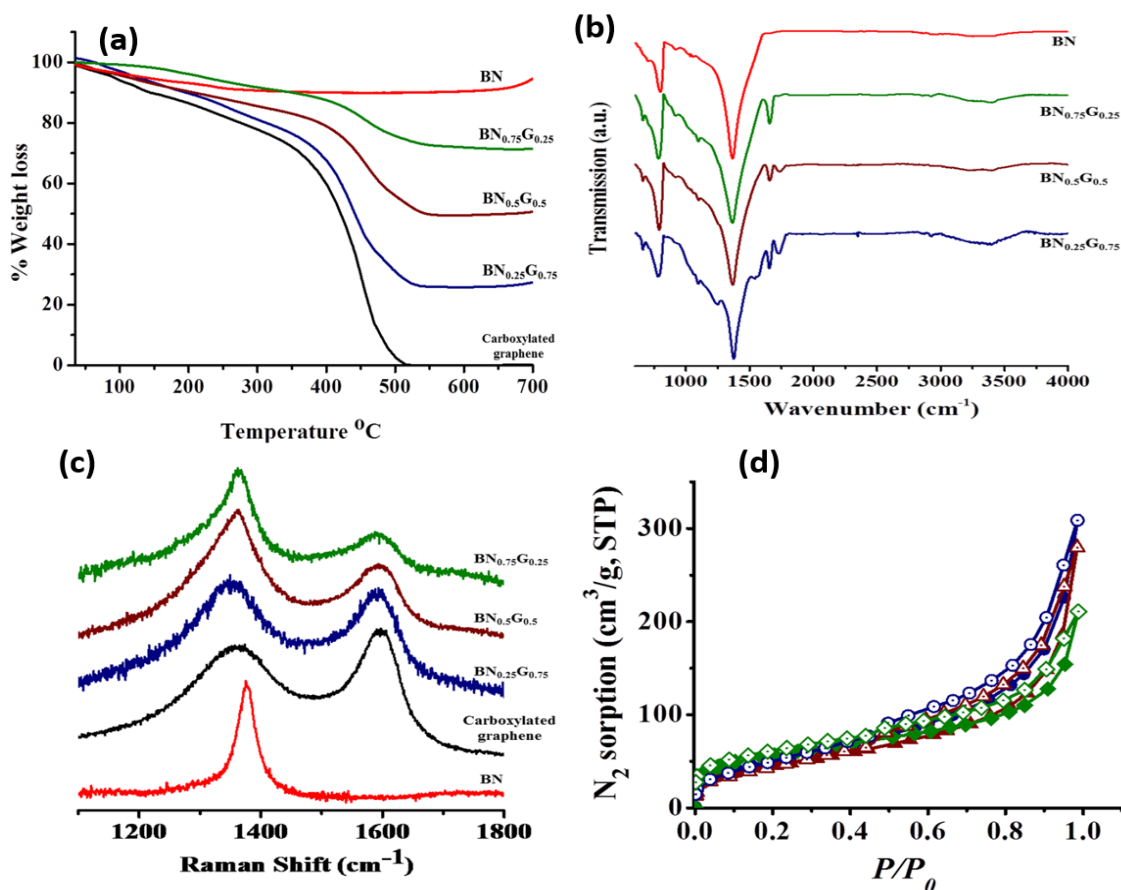 (a)
% Weight loss
100
80
60
40
20
0
BN
BN0.75G0.25
BN0.5G0.5
BN0.25G0.75
Carboxylated
graphene
100 200 300 400 500 600 700
Temperature ⁰C
(b)
Transmission (a.u.)
BN
BN0.75G0.25
BN0.5G0.5
BN0.25G0.75
1000 1500 2000 2500 3000 3500 4000
Wavenumber (cm-1)
(c)
BN0.75G0.25
BN0.5G0.5
BN0.25G0.75
Carboxylated
graphene
BN
1200 1400 1600 1800
Raman Shift (cm-1)
(d)
N2 sorption (cm3/g, STP)
300
200
100
0
0.0 0.2 0.4 0.6 0.8 1.0
P/P0